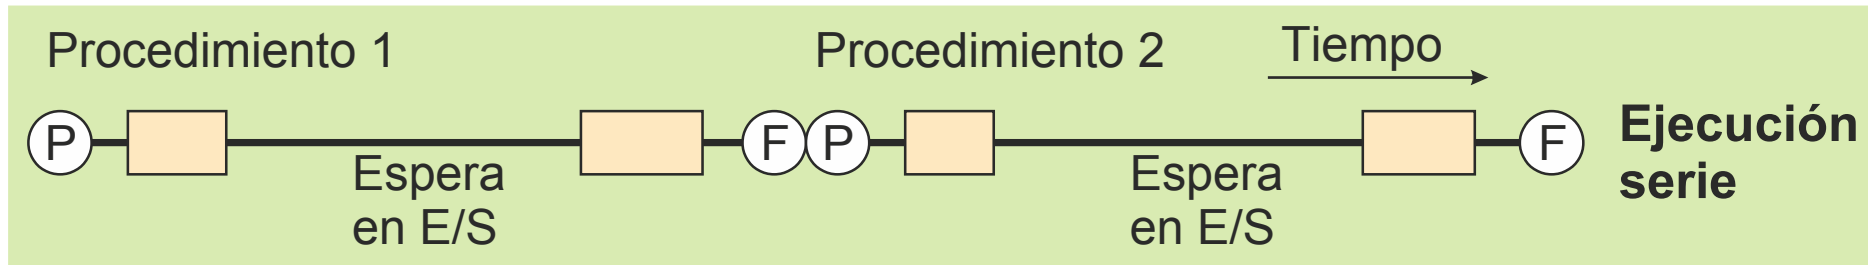 Procedimiento 1
Procedimiento 2
Tiempo
P
F
P
F
Espera
en E/S
Espera
en E/S
Ejecución
serie